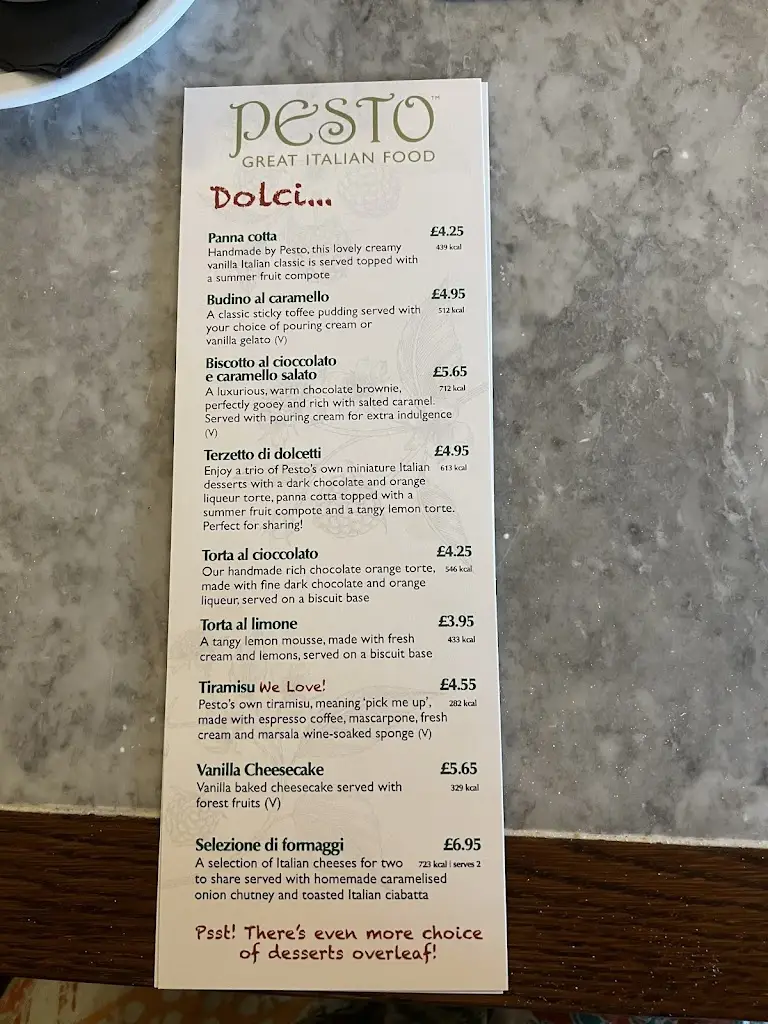 PESTO™
GREAT ITALIAN FOOD
Dolci...
Panna cotta £4.25
Handmade by Pesto, this lovely creamy 439 kcal
vanilla Italian classic is served topped with
a summer fruit compote
Budino al caramello £4.95
A classic sticky toffee pudding served with 512 kcal
your choice of pouring cream or
vanilla gelato (V)
Biscotto al cioccolato
e caramello salato £5.65
A luxurious, warm chocolate brownie, 712 kcal
perfectly gooey and rich with salted caramel.
Served with pouring cream for extra indulgence
(V)
Terzetto di dolcetti £4.95
Enjoy a trio of Pesto's own miniature Italian 613 kcal
desserts with a dark chocolate and orange
liqueur torte, panna cotta topped with a
summer fruit compote and a tangy lemon torte.
Perfect for sharing!
Torta al cioccolato £4.25
Our handmade rich chocolate orange torte, 546 kcal
made with fine dark chocolate and orange
liqueur, served on a biscuit base
Torta al limone £3.95
A tangy lemon mousse, made with fresh 433 kcal
cream and lemons, served on a biscuit base
Tiramisu We Love! £4.55
Pesto's own tiramisu, meaning 'pick me up', 282 kcal
made with espresso coffee, mascarpone, fresh
cream and marsala wine-soaked sponge (V)
Vanilla Cheesecake £5.65
Vanilla baked cheesecake served with 329 kcal
forest fruits (V)
Selezione di formaggi £6.95
A selection of Italian cheeses for two 723 kcal | serves 2
to share served with homemade caramelised
onion chutney and toasted Italian ciabatta
Psst! There's even more choice
of desserts overleaf!